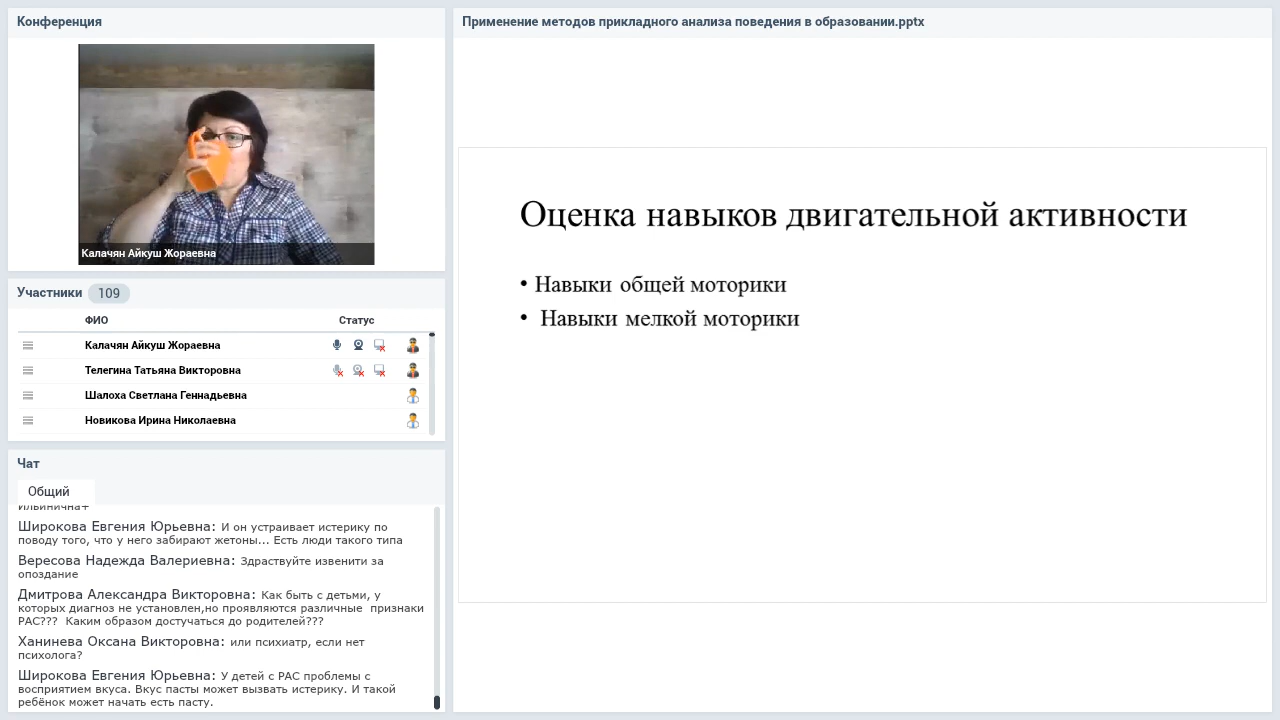 Конференция
Калачян Айкуш Жораевна
Участники 109
ФИО Статус
Калачян Айкуш Жораевна
Телегина Татьяна Викторовна
Шалоха Светлана Геннадьевна
Новикова Ирина Николаевна
Чат
Общий
Ильинична+
Широкова Евгения Юрьевна: И он устраивает истерику по
поводу того, что у него забирают жетоны... Есть люди такого типа
Вересова Надежда Валериевна: Здраствуйте извенити за
опоздание
Дмитрова Александра Викторовна: Как быть с детьми, у
которых диагноз не установлен,но проявляются различные признаки
РАС??? Каким образом достучаться до родителей???
Ханинева Оксана Викторовна: или психиатр, если нет
психолога?
Широкова Евгения Юрьевна: У детей с РАС проблемы с
восприятием вкуса. Вкус пасты может вызвать истерику. И такой
ребёнок может начать есть пасту.
Применение методов прикладного анализа поведения в образовании.pptx
Оценка навыков двигательной активности
• Навыки общей моторики
• Навыки мелкой моторики